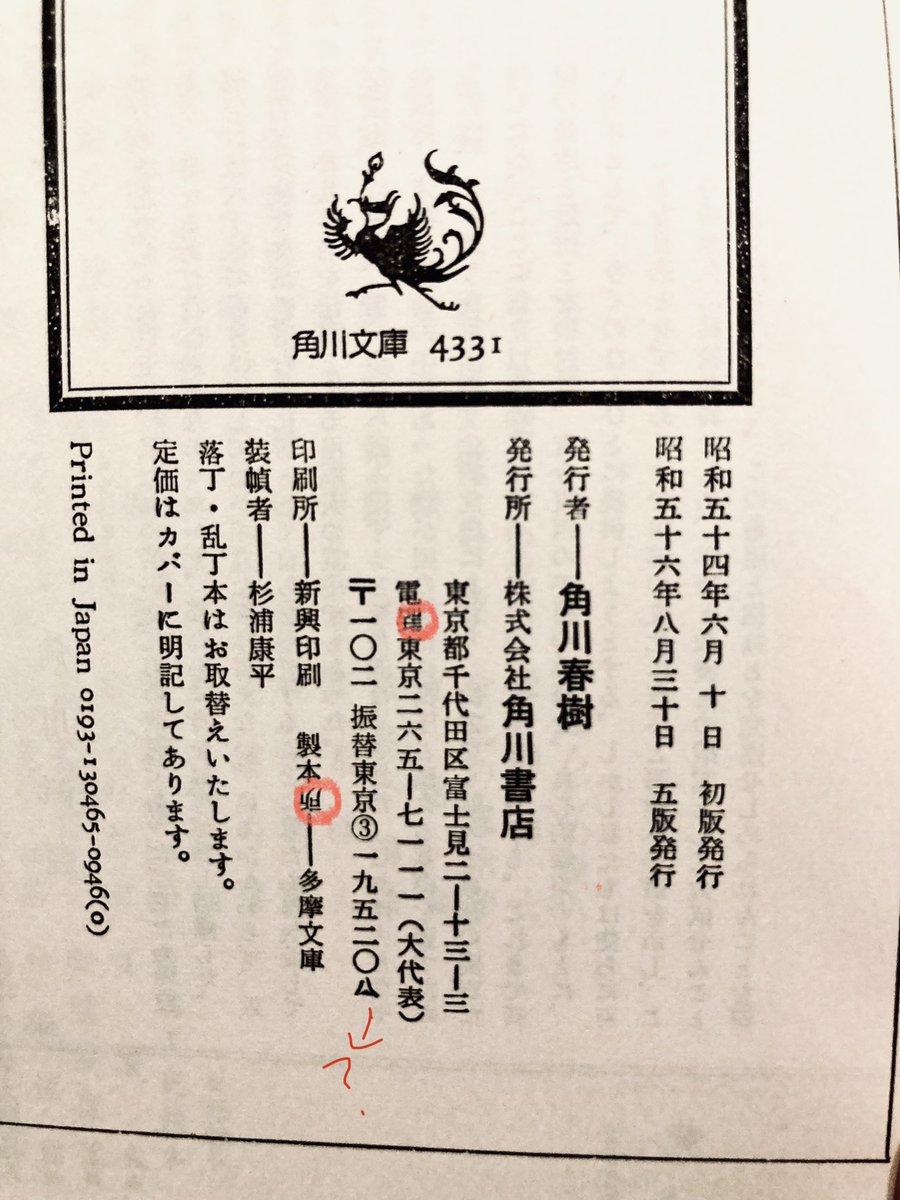 角川文庫 4331
昭和五十四年六月 十 日 初版発行
昭和五十六年八月三十日 五版発行
発行者――角川春樹
発行所――株式会社角川書店
東京都千代田区富士見二―十三―三
電 東京二六五―七一一一(大代表)
〒一〇二 振替東京③一九五二〇
印刷所――新興印刷 製本所――多摩文庫
装幀者――杉浦康平
落丁・乱丁本はお取替えいたします。
定価はカバーに明記してあります。
Printed in Japan 0193-130465-0946(0)
?